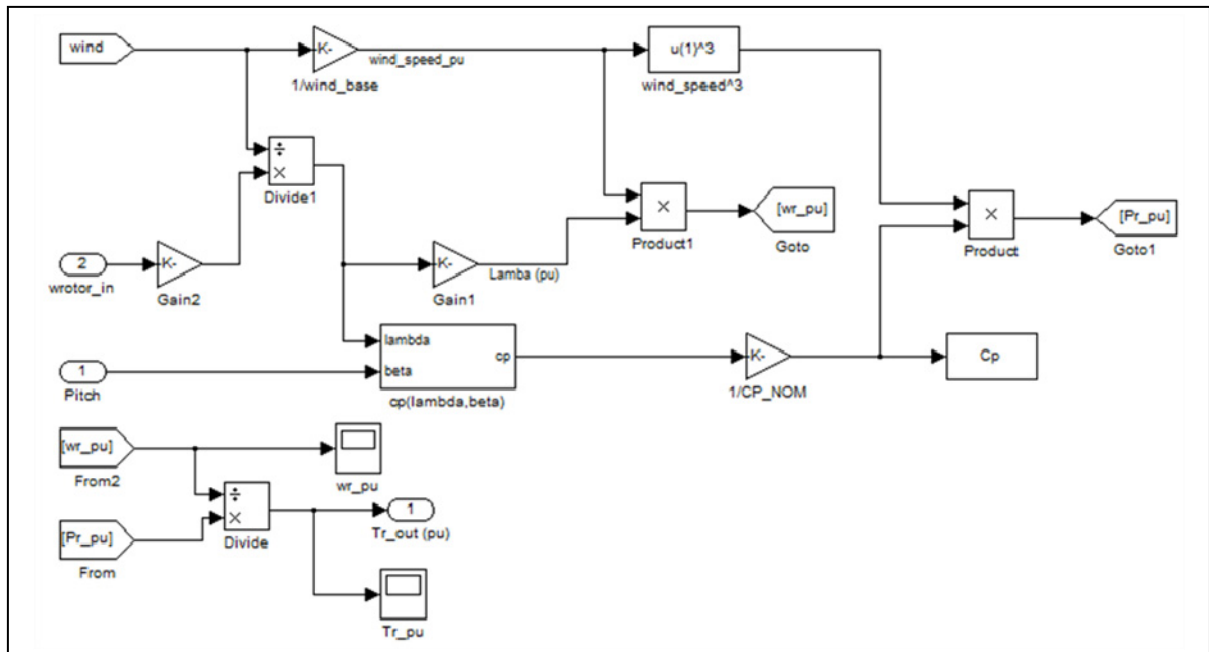 wind
K-
1/wind_base
wind_speed_pu
u(1)^3
wind_speed^3
÷
×
Divide1
2
wrotor_in
K-
Gain2
K-
Gain1
Lamba (pu)
×
Product1
[wr_pu]
Goto
×
Product
[Pr_pu]
Goto1
1
Pitch
lambda
beta
cp
cp(lambda,beta)
K-
1/CP_NOM
Cp
[wr_pu]
From2
wr_pu
[Pr_pu]
From
÷
×
Divide
1
Tr_out (pu)
Tr_pu